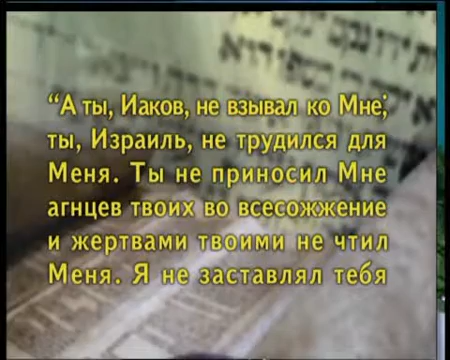 “А ты, Иаков, не взывал ко Мне;
ты, Израиль, не трудился для
Меня. Ты не приносил Мне
агнцев твоих во всесожжение
и жертвами твоими не чтил
Меня. Я не заставлял тебя